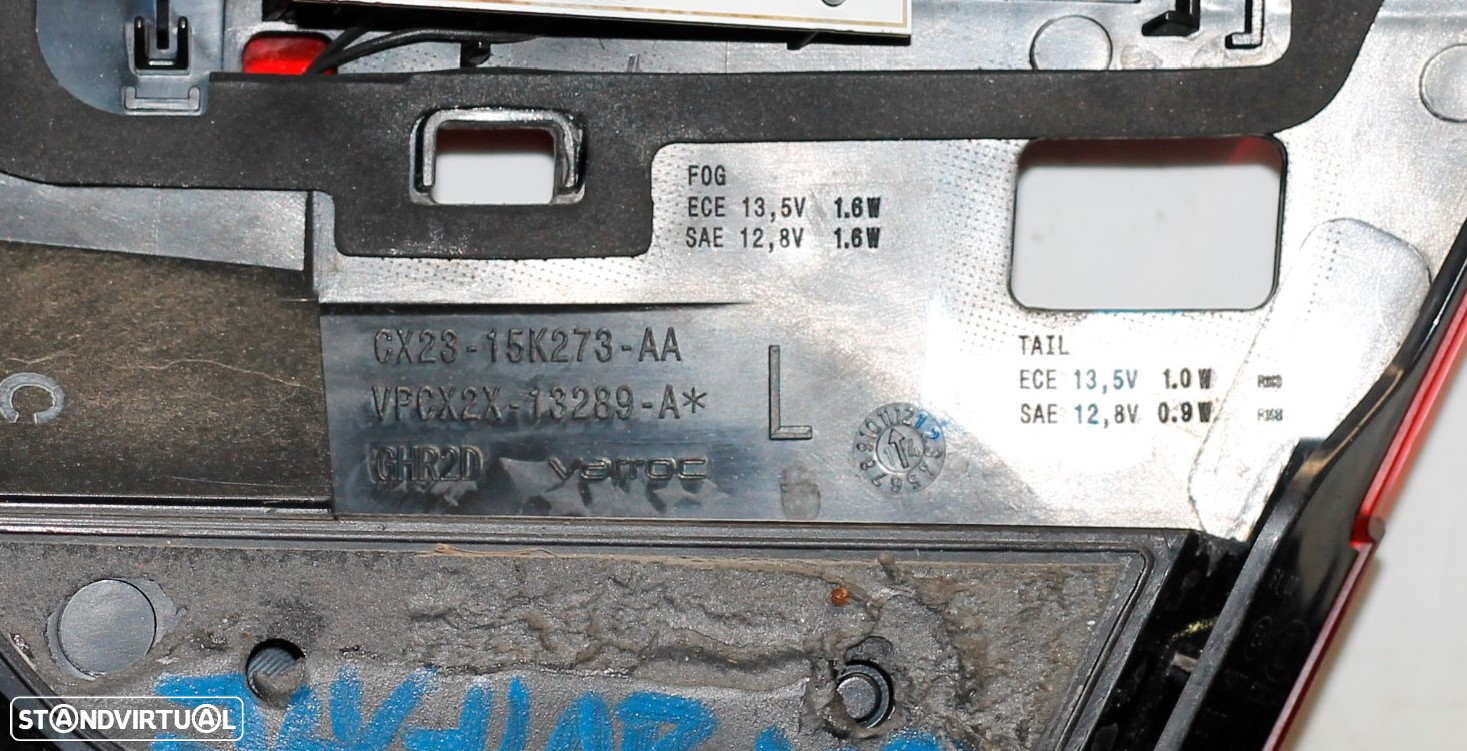 FOG
ECE 13,5V 1.6W
SAE 12,8V 1.6W
CX23-15K273-AA
VPCX2X-13289-A*
GHR2D varroc
L
TAIL
ECE 13,5V 1.0W
SAE 12,8V 0.9W
STANDVIRTUAL